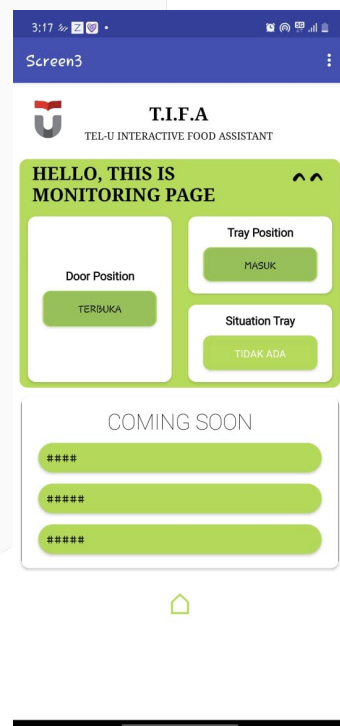 3:17
Screen3
T.I.F.A
TEL-U INTERACTIVE FOOD ASSISTANT
HELLO, THIS IS
MONITORING PAGE
Door Position
TERBUKA
Tray Position
MASUK
Situation Tray
TIDAK ADA
COMING SOON
####
#####
#####